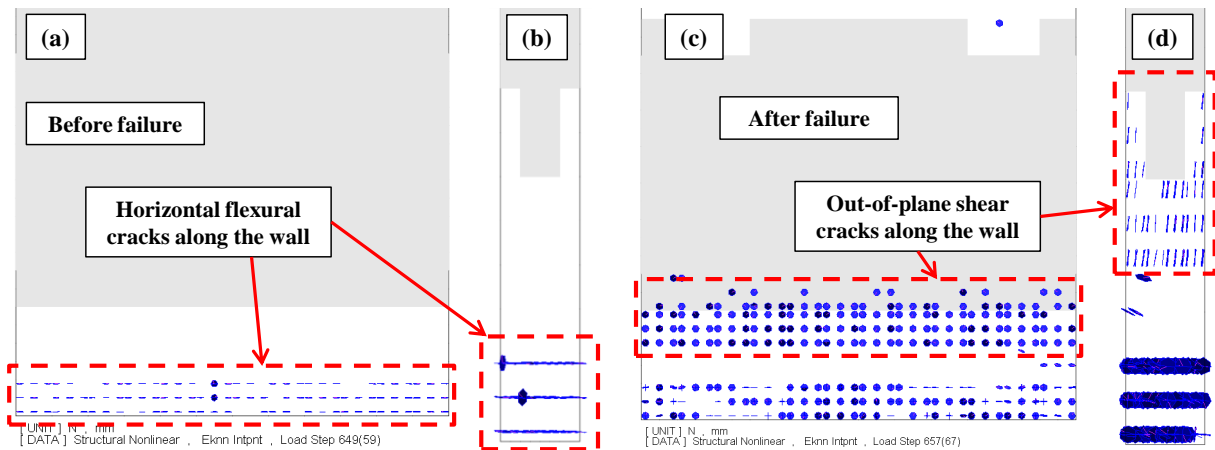 (a)
(b)
(c)
(d)
Before failure
After failure
Horizontal flexural
cracks along the wall
Out-of-plane shear
cracks along the wall
[ UNIT ] N , mm
[ DATA ] Structural Nonlinear , Eknn Intpnt , Load Step 649(59)
[ UNIT ] N , mm
[ DATA ] Structural Nonlinear , Eknn Intpnt , Load Step 657(67)